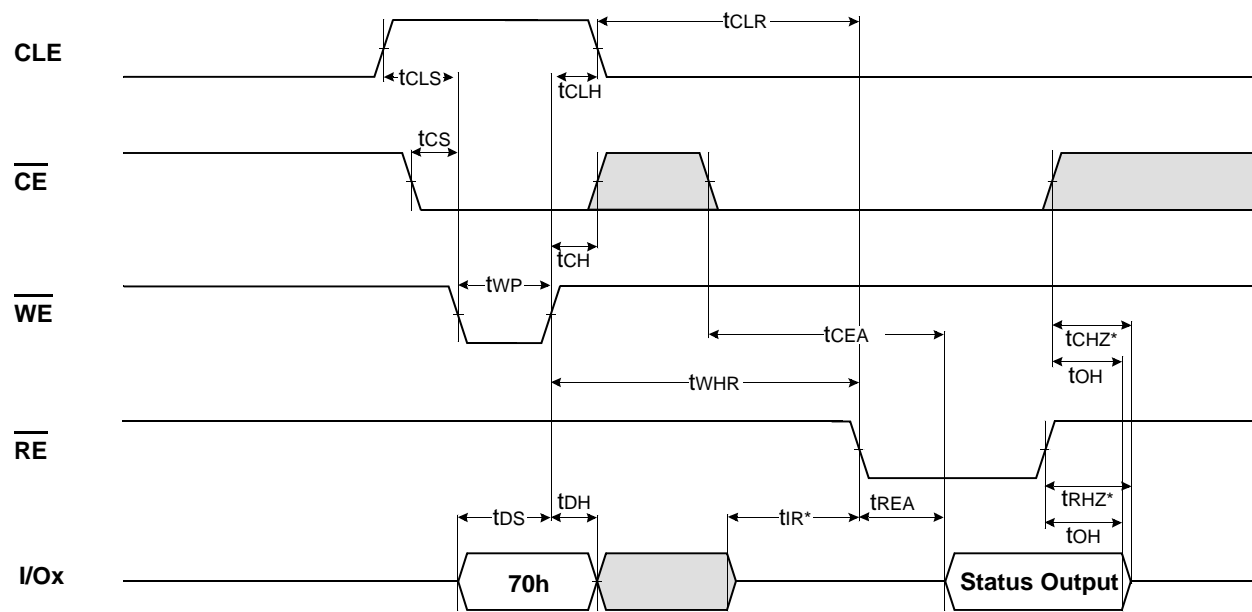 tCLR
CLE
tCLS
tCLH
tCS
CE
tCH
tWP
WE
tCEA
tCHZ*
tOH
tWHR
RE
tDH
tRHZ*
tDS
tIR*
tREA
tOH
I/Ox
70h
Status Output